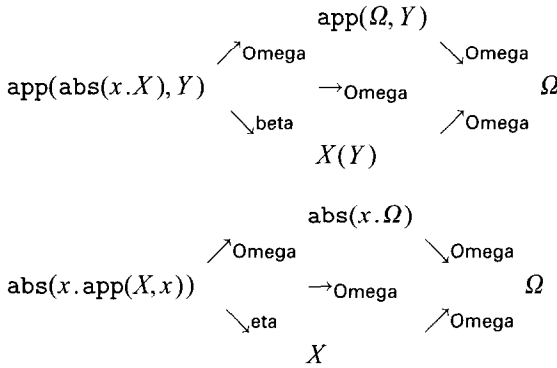 app(Ω, Y)
↗Omega ↘Omega
app(abs(x.X), Y) →Omega Ω
↘beta ↗Omega
X(Y)
abs(x.Ω)
↗Omega ↘Omega
abs(x.app(X, x)) →Omega Ω
↘eta ↗Omega
X